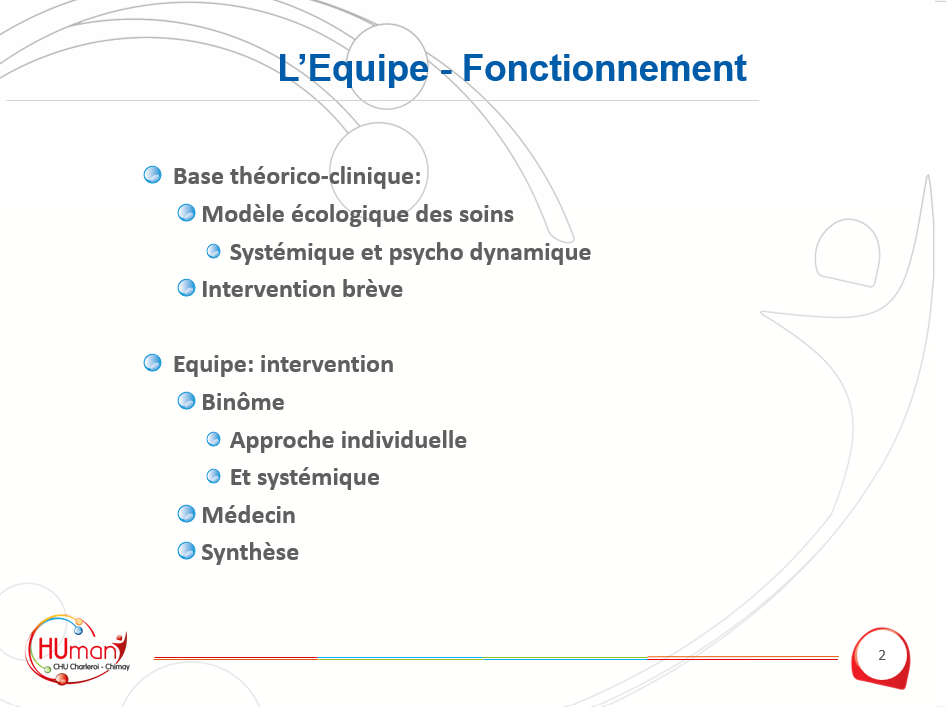 L’Equipe - Fonctionnement
Base théorico-clinique:
Modèle écologique des soins
Systémique et psycho dynamique
Intervention brève
Equipe: intervention
Binôme
Approche individuelle
Et systémique
Médecin
Synthèse
HUmani
CHU Charleroi - Chimay
2